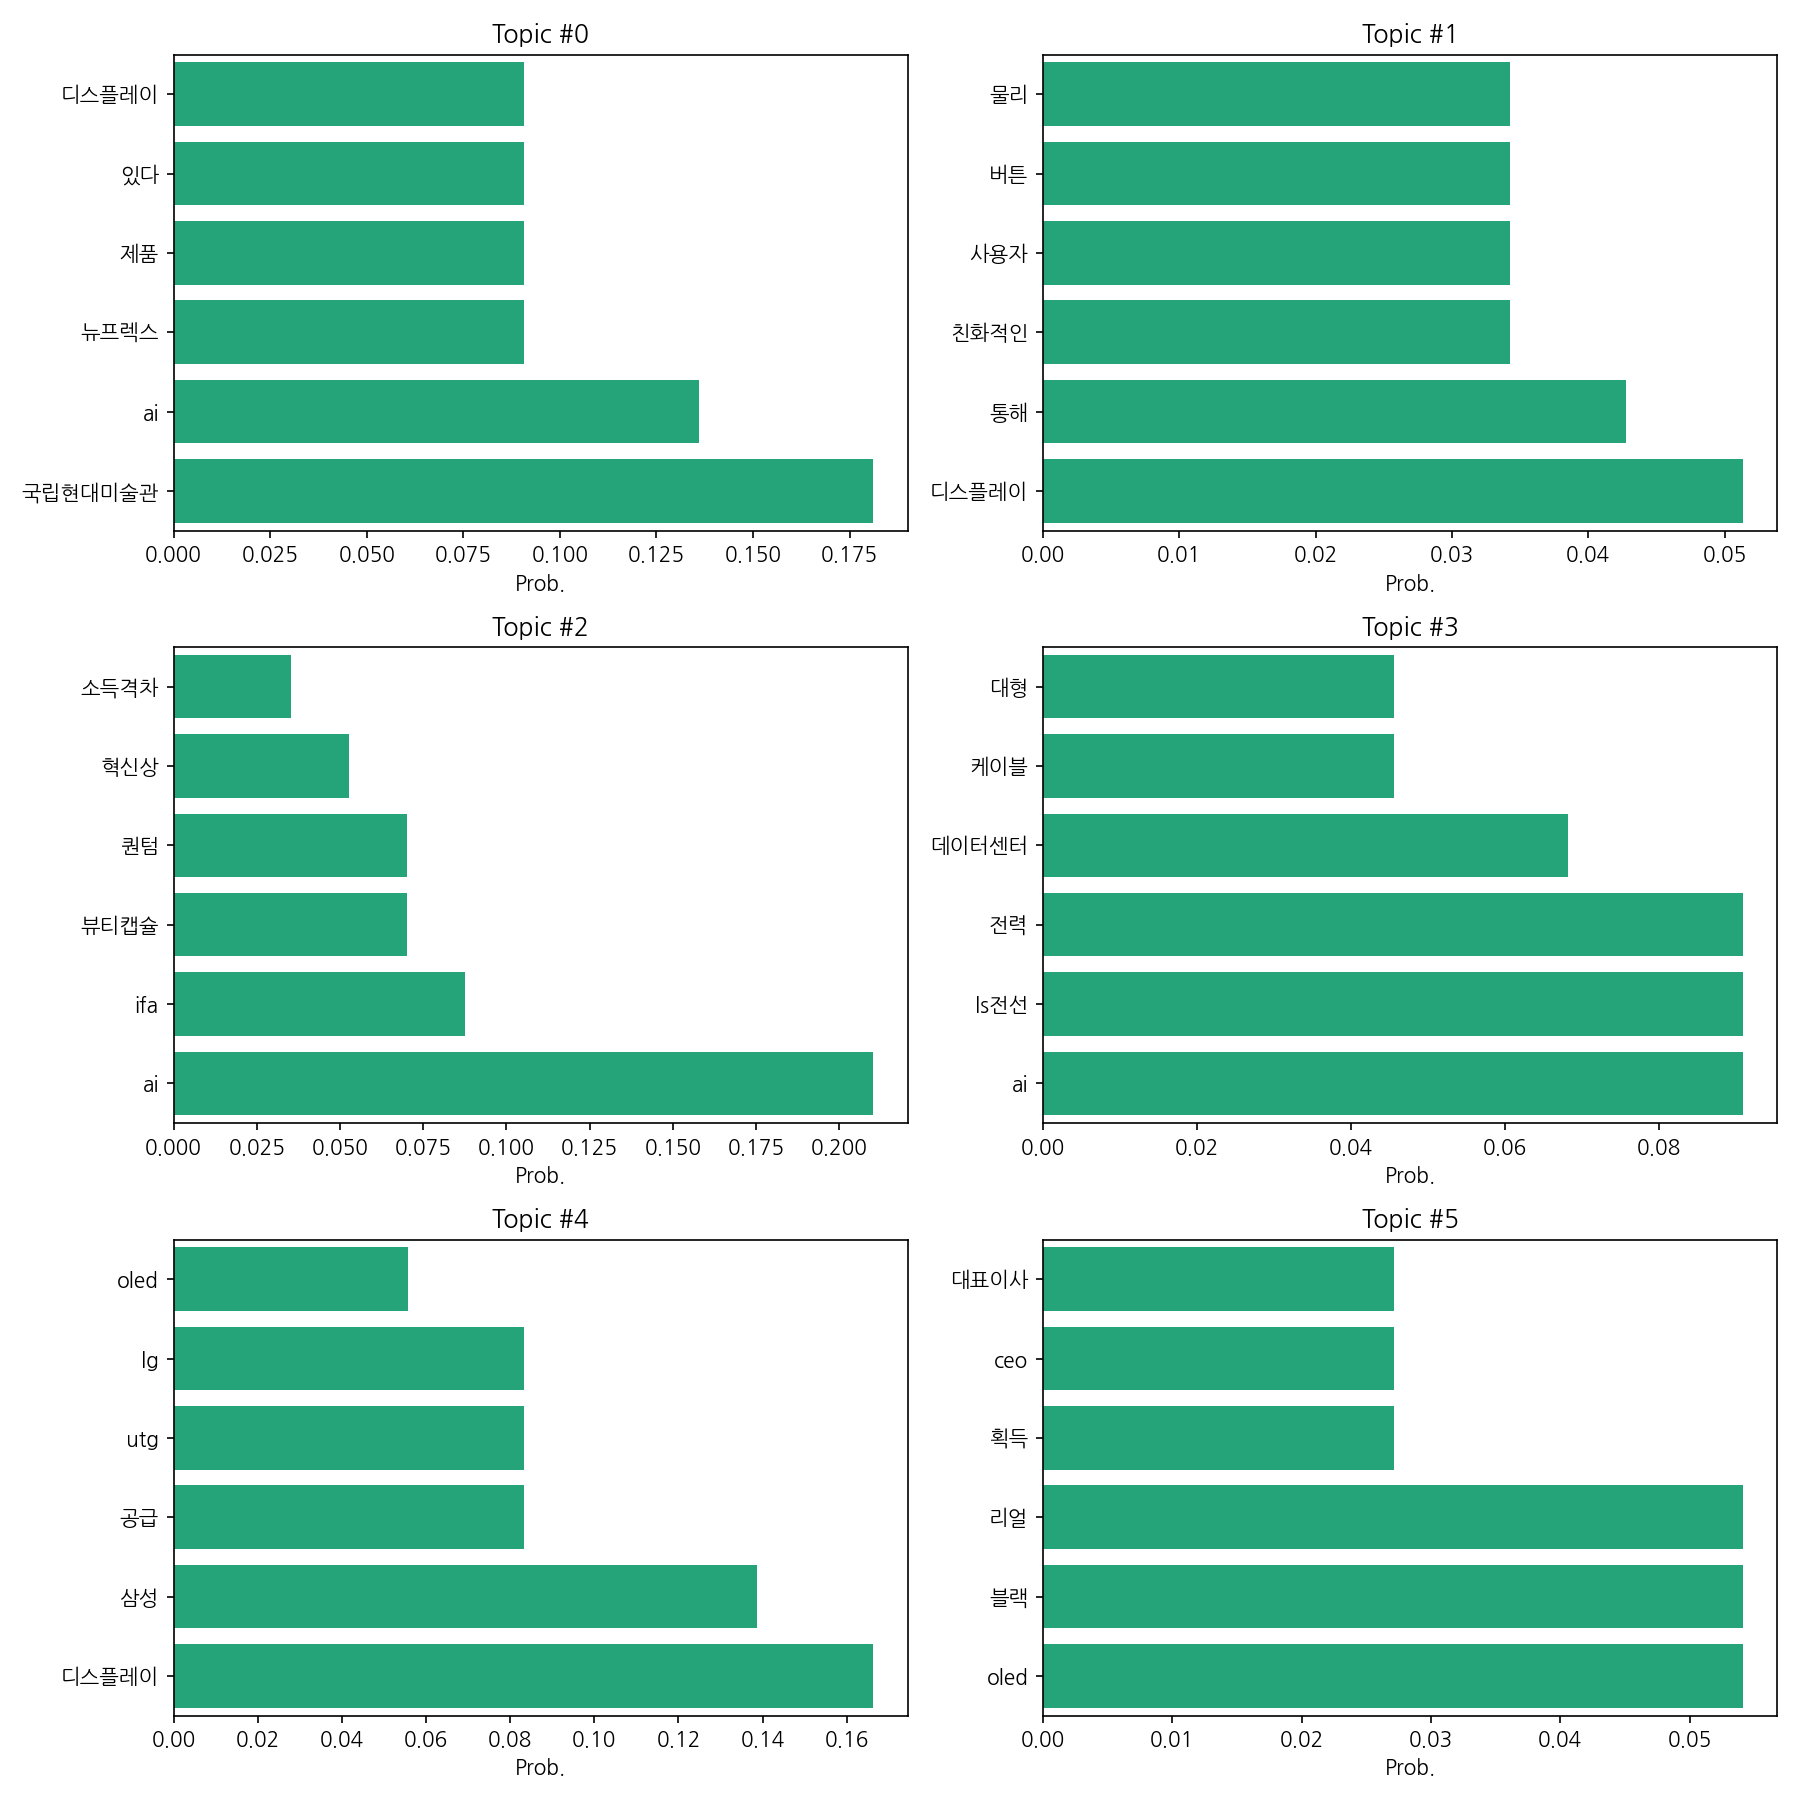 Topic #0
디스플레이
있다
제품
뉴프렉스
ai
국립현대미술관
0.000 0.025 0.050 0.075 0.100 0.125 0.150 0.175
Prob.
Topic #1
물리
버튼
사용자
친화적인
통해
디스플레이
0.00 0.01 0.02 0.03 0.04 0.05
Prob.
Topic #2
소득격차
혁신상
퀀텀
뷰티캡슐
ifa
ai
0.000 0.025 0.050 0.075 0.100 0.125 0.150 0.175 0.200
Prob.
Topic #3
대형
케이블
데이터센터
전력
ls전선
ai
0.00 0.02 0.04 0.06 0.08
Prob.
Topic #4
oled
lg
utg
공급
삼성
디스플레이
0.00 0.02 0.04 0.06 0.08 0.10 0.12 0.14 0.16
Prob.
Topic #5
대표이사
ceo
획득
리얼
블랙
oled
0.00 0.01 0.02 0.03 0.04 0.05
Prob.